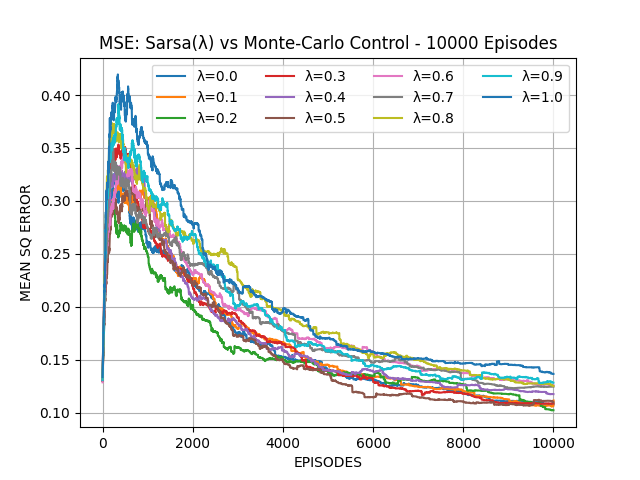 MSE: Sarsa(λ) vs Monte-Carlo Control - 10000 Episodes
λ=0.0 λ=0.3 λ=0.6 λ=0.9
λ=0.1 λ=0.4 λ=0.7 λ=1.0
λ=0.2 λ=0.5 λ=0.8
0.40
0.35
0.30
0.25
0.20
0.15
0.10
MEAN SQ ERROR
0 2000 4000 6000 8000 10000
EPISODES